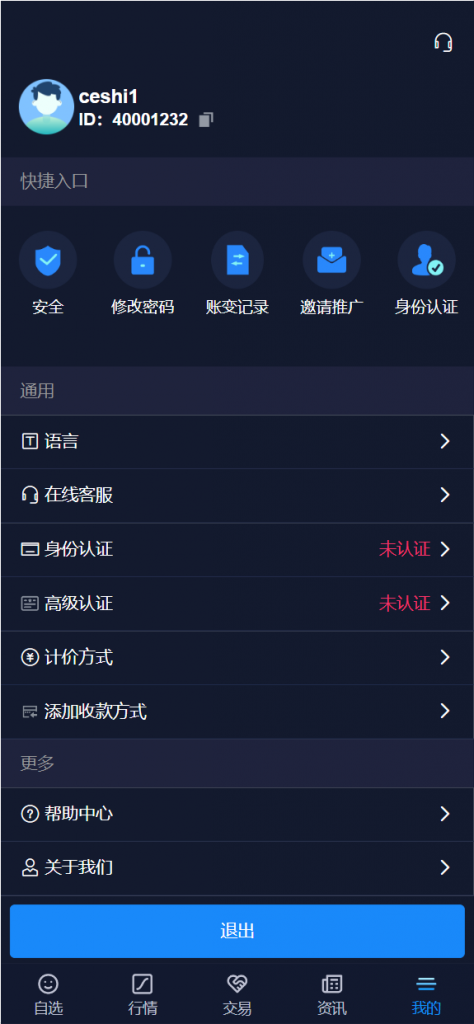 ceshi1
ID：40001232
快捷入口
安全 修改密码 账变记录 邀请推广 身份认证
通用
语言
在线客服
身份认证 未认证
高级认证 未认证
计价方式
添加收款方式
更多
帮助中心
关于我们
退出
自选 行情 交易 资讯 我的